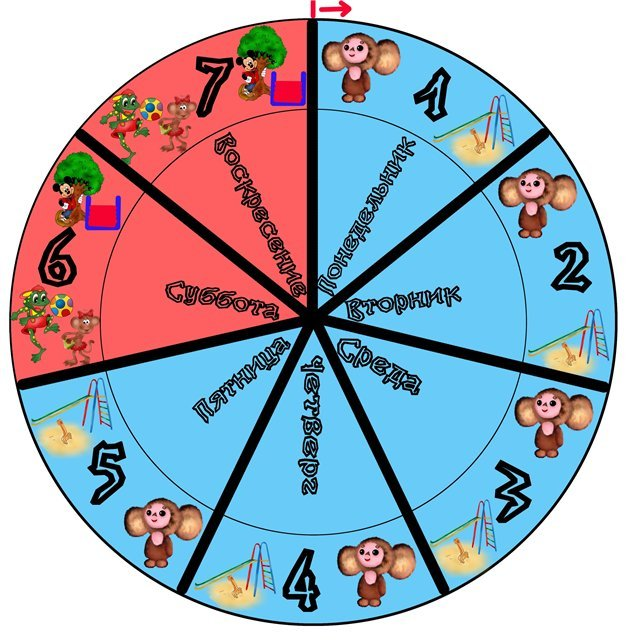 1
Понедельник
2
Вторник
3
Среда
4
Четверг
5
Пятница
6
Суббота
7
Воскресение